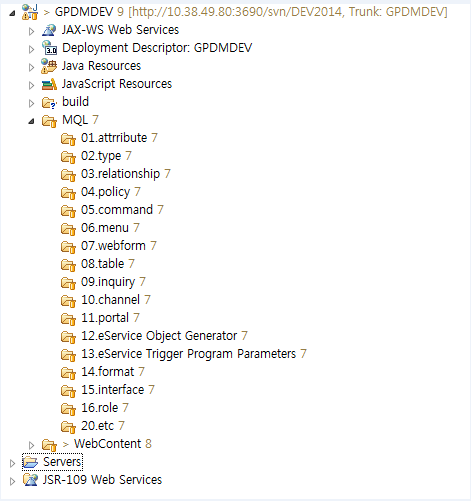 > GPDMDEV 9 [http://10.38.49.80:3690/svn/DEV2014, Trunk: GPDMDEV]
JAX-WS Web Services
Deployment Descriptor: GPDMDEV
Java Resources
JavaScript Resources
build
MQL 7
01.attrribute 7
02.type 7
03.relationship 7
04.policy 7
05.command 7
06.menu 7
07.webform 7
08.table 7
09.inquiry 7
10.channel 7
11.portal 7
12.eService Object Generator 7
13.eService Trigger Program Parameters 7
14.format 7
15.interface 7
16.role 7
20.etc 7
> WebContent 8
Servers
JSR-109 Web Services